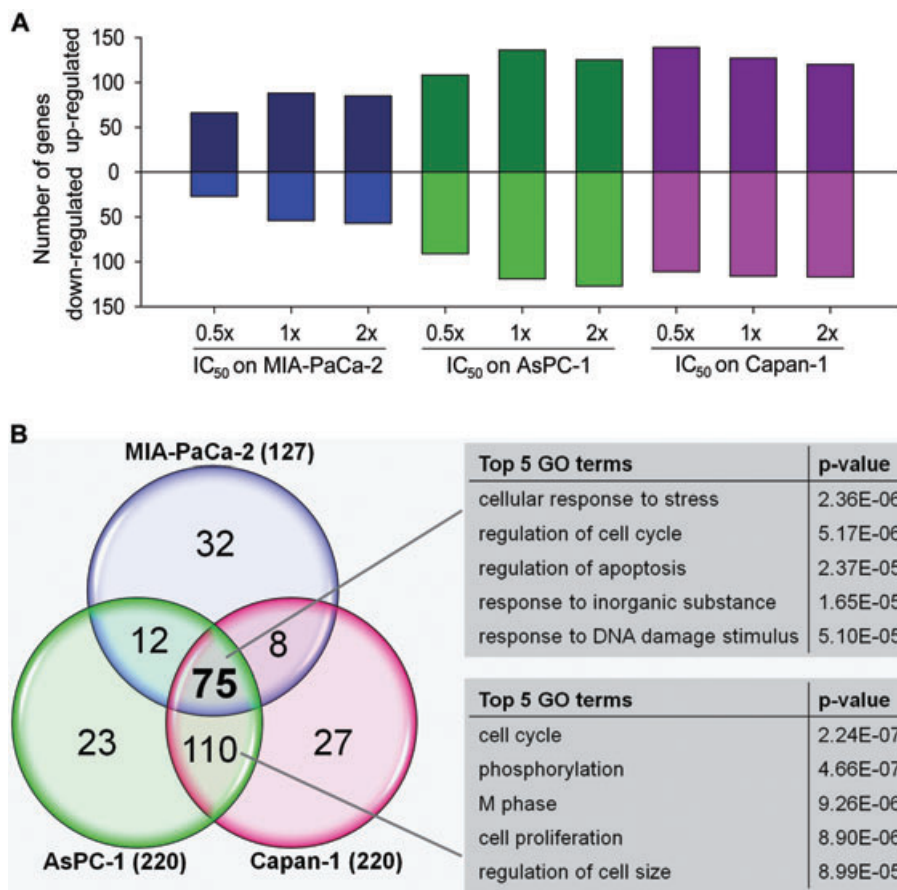 A
Number of genes
down-regulated up-regulated
150
100
50
0
50
100
150
0.5x 1x 2x 0.5x 1x 2x 0.5x 1x 2x
IC50 on MIA-PaCa-2 IC50 on AsPC-1 IC50 on Capan-1
B
MIA-PaCa-2 (127)
32
12 8
75
23 110 27
AsPC-1 (220) Capan-1 (220)
Top 5 GO terms p-value
cellular response to stress 2.36E-06
regulation of cell cycle 5.17E-06
regulation of apoptosis 2.37E-05
response to inorganic substance 1.65E-05
response to DNA damage stimulus 5.10E-05
Top 5 GO terms p-value
cell cycle 2.24E-07
phosphorylation 4.66E-07
M phase 9.26E-06
cell proliferation 8.90E-06
regulation of cell size 8.99E-05